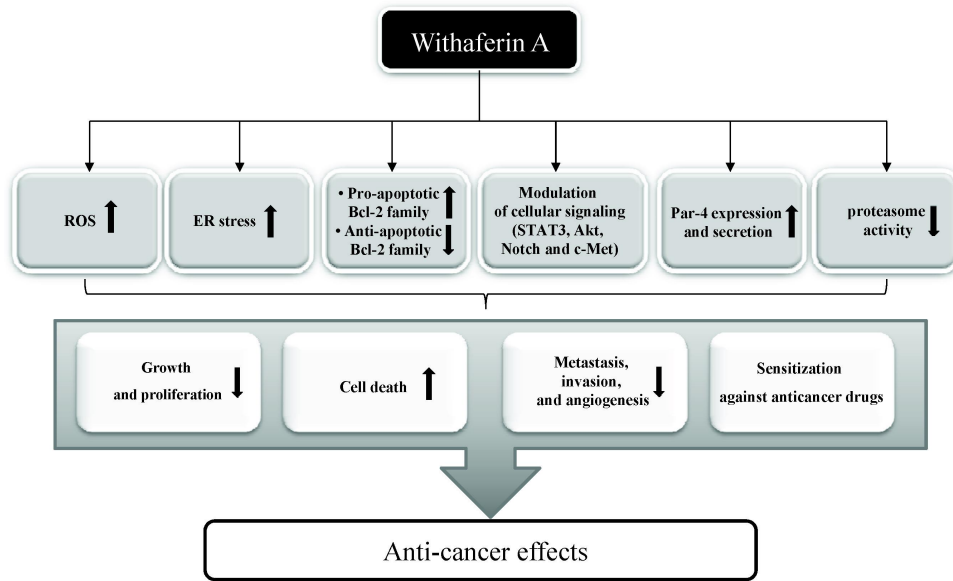 Withaferin A
ROS
ER stress
• Pro-apoptotic
Bcl-2 family
• Anti-apoptotic
Bcl-2 family
Modulation
of cellular signaling
(STAT3, Akt,
Notch and c-Met)
Par-4 expression
and secretion
proteasome
activity
Growth
and proliferation
Cell death
Metastasis,
invasion,
and angiogenesis
Sensitization
against anticancer drugs
Anti-cancer effects